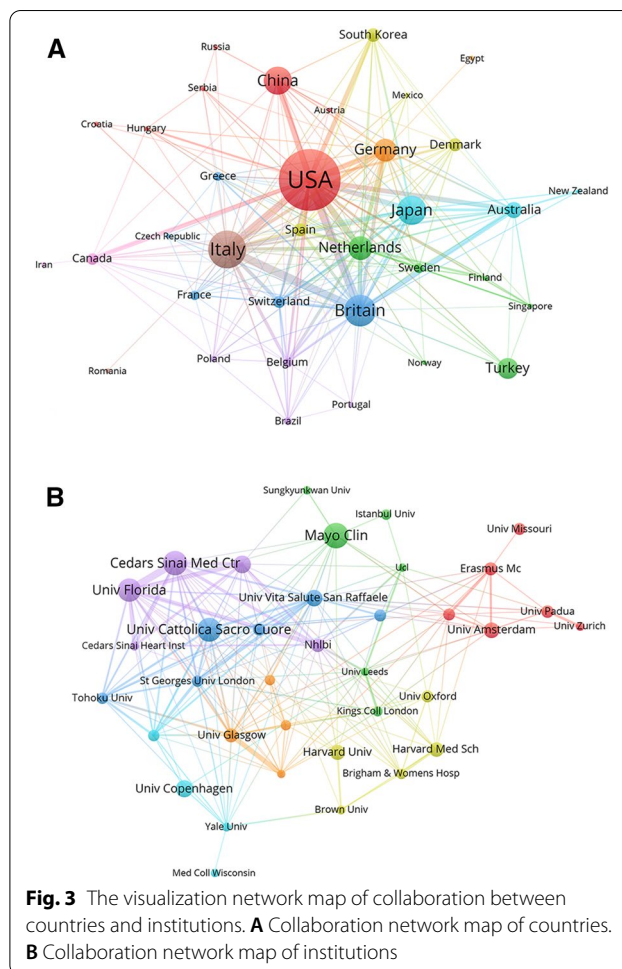 A
South Korea
Russia
Egypt
China
Serbia
Mexico
Austria
Croatia
Hungary
Germany
Denmark
USA
Greece
New Zealand
Japan
Australia
Spain
Czech Republic
Italy
Netherlands
Iran
Canada
Sweden
Finland
France
Switzerland
Britain
Singapore
Poland
Belgium
Norway
Turkey
Romania
Portugal
Brazil
B
Sungkyunkwan Univ
Istanbul Univ
Mayo Clin
Univ Missouri
Cedars Sinai Med Ctr
Ucl
Erasmus Mc
Univ Florida
Univ Vita Salute San Raffaele
Univ Padua
Univ Cattolica Sacro Cuore
Univ Amsterdam
Univ Zurich
Cedars Sinai Heart Inst
Nhlbi
St Georges Univ London
Univ Leeds
Tohoku Univ
Univ Oxford
Kings Coll London
Univ Glasgow
Harvard Univ
Harvard Med Sch
Brigham & Womens Hosp
Univ Copenhagen
Brown Univ
Yale Univ
Med Coll Wisconsin
Fig. 3 The visualization network map of collaboration between
countries and institutions. A Collaboration network map of countries.
B Collaboration network map of institutions